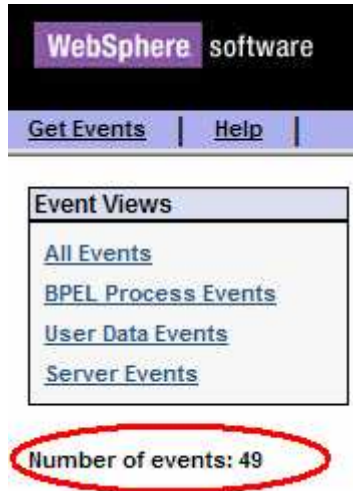 WebSphere software
Get Events | Help |
Event Views
All Events
BPEL Process Events
User Data Events
Server Events
Number of events: 49